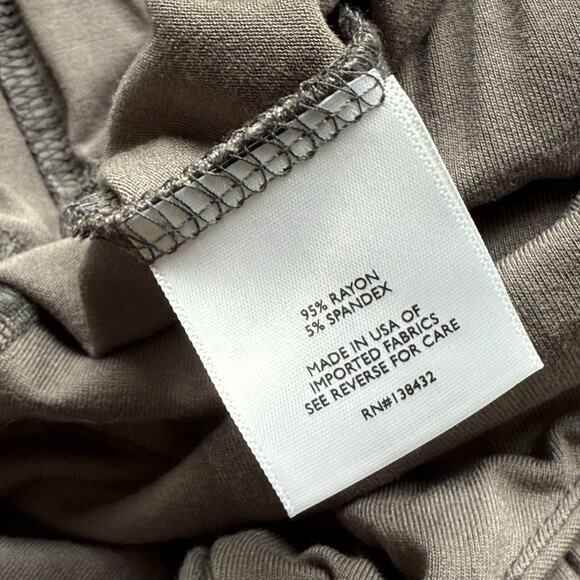 95% RAYON
5% SPANDEX
MADE IN USA OF
IMPORTED FABRICS
SEE REVERSE FOR CARE
RN#138432